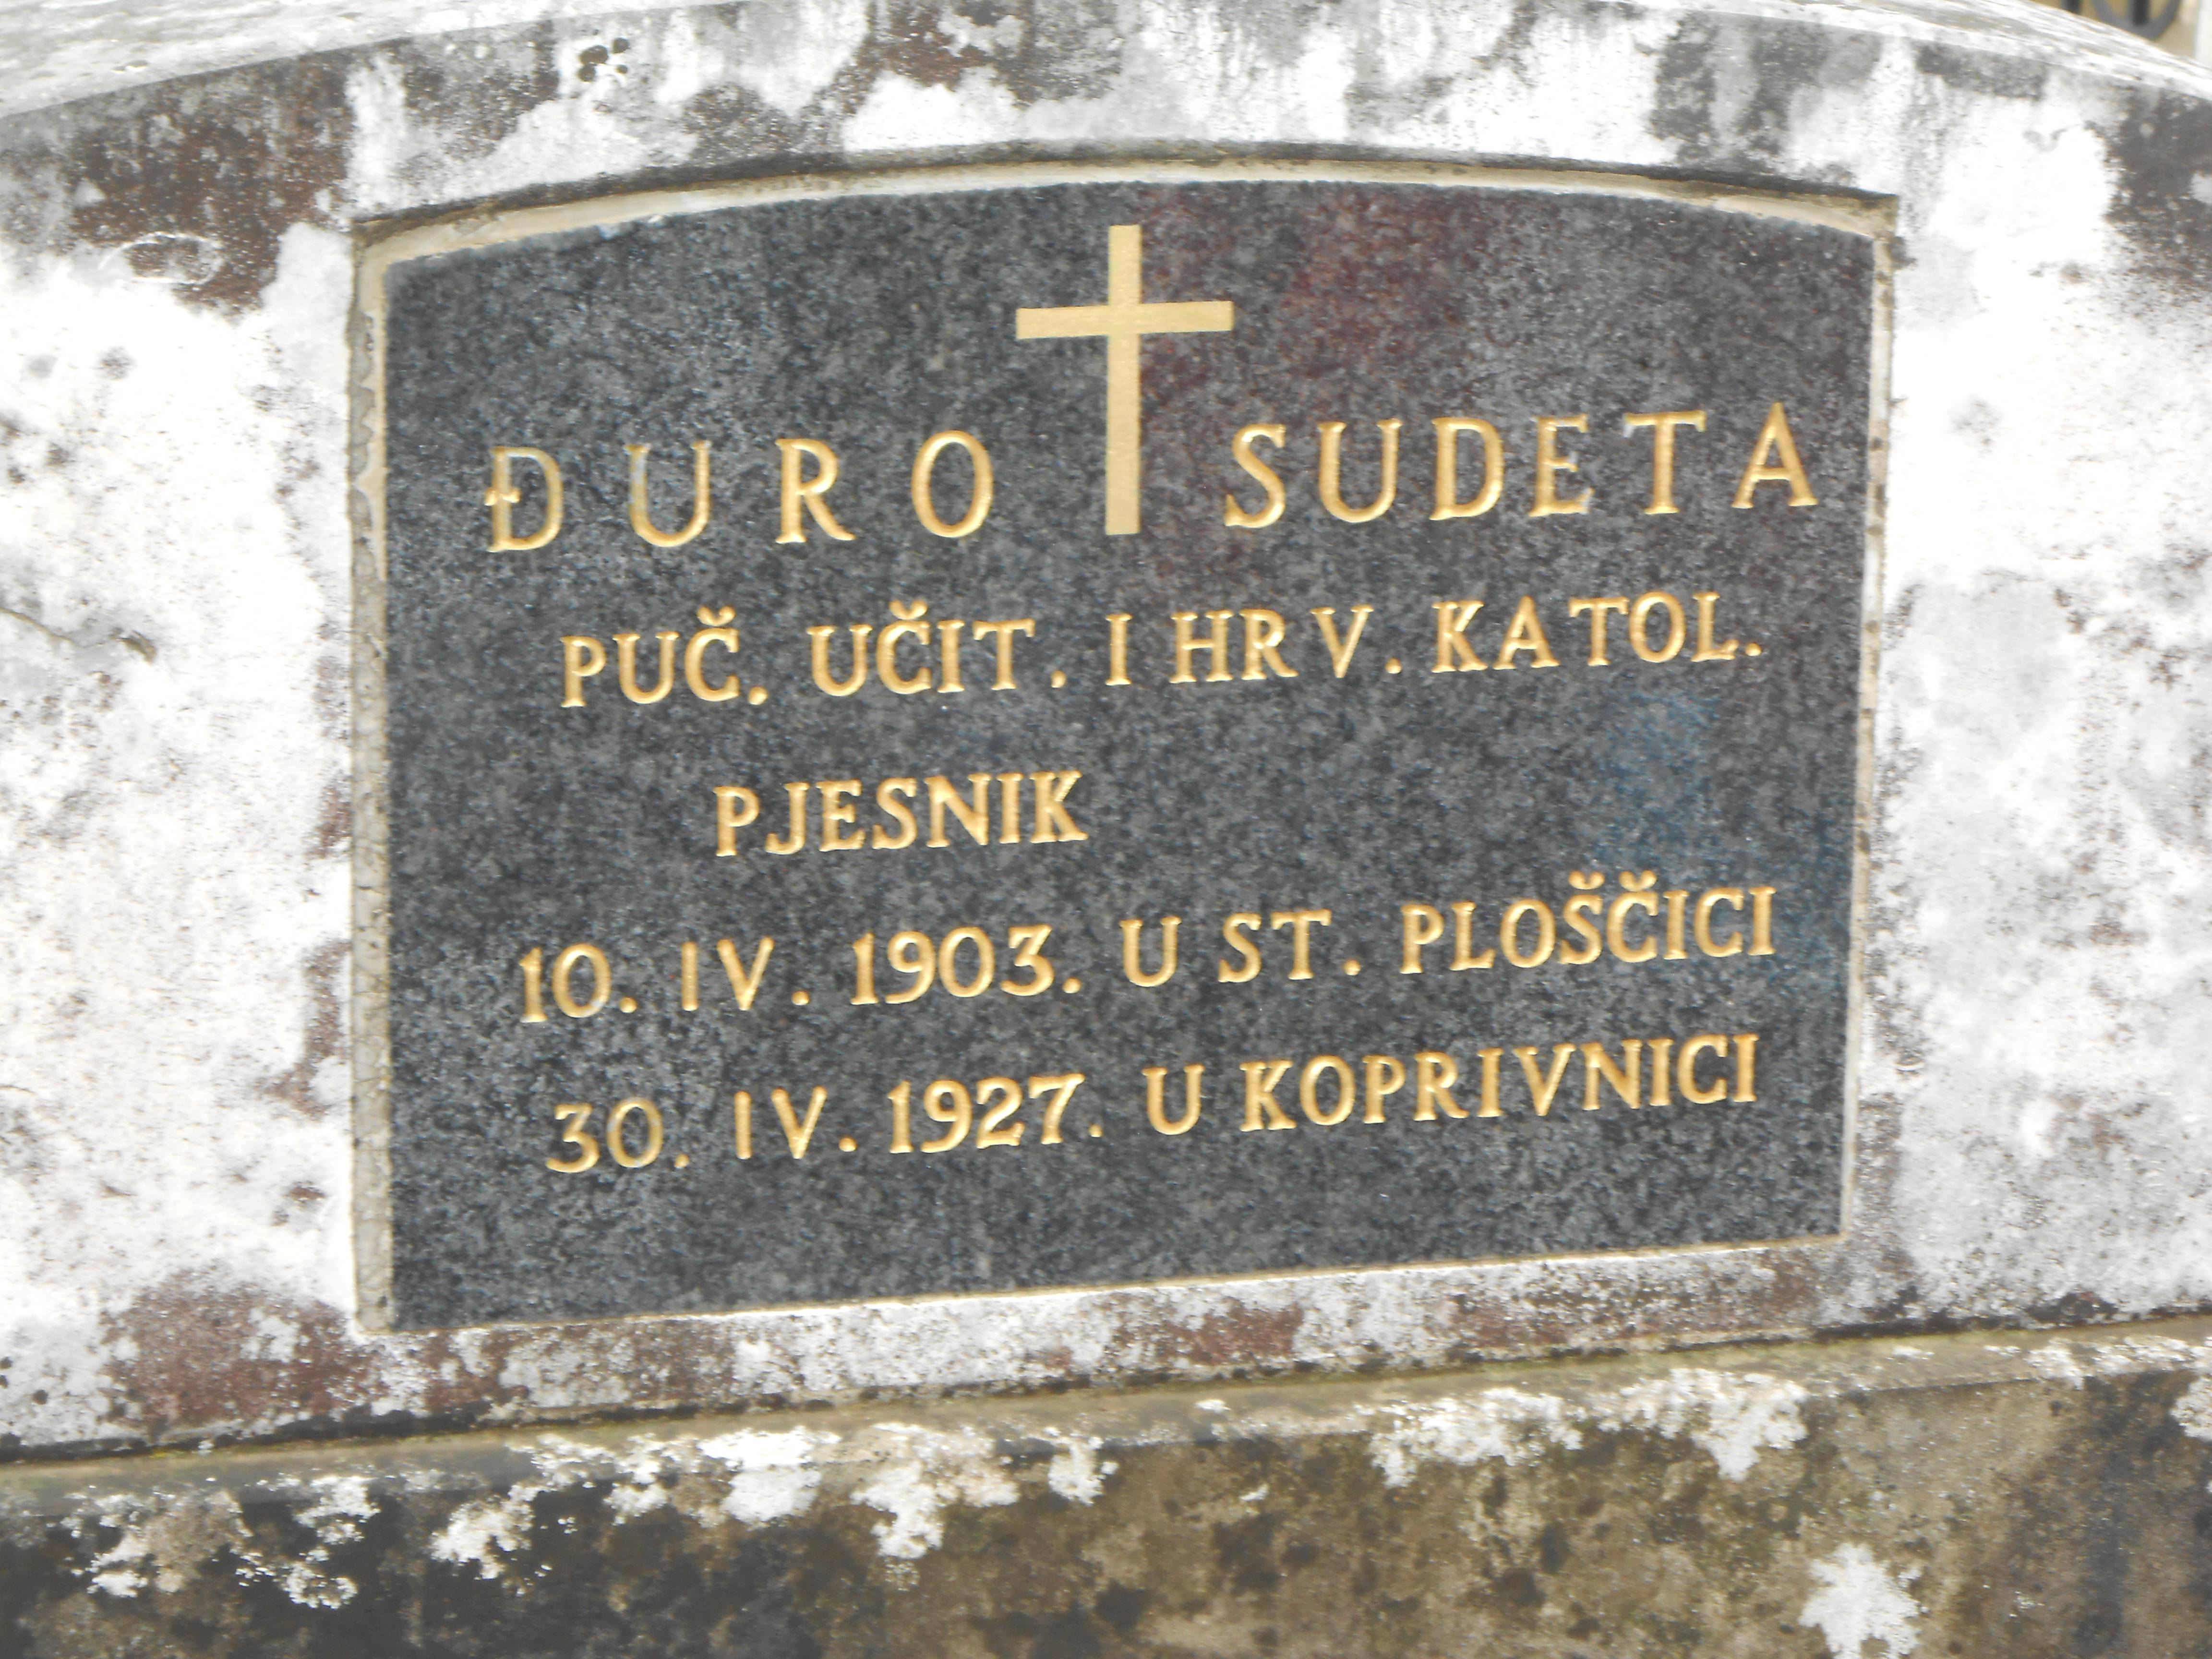 ĐURO SUDETA
PUČ. UČIT. I HRV. KATOL.
PJESNIK
10. IV. 1903. U ST. PLOŠČICI
30. IV. 1927. U KOPRIVNICI